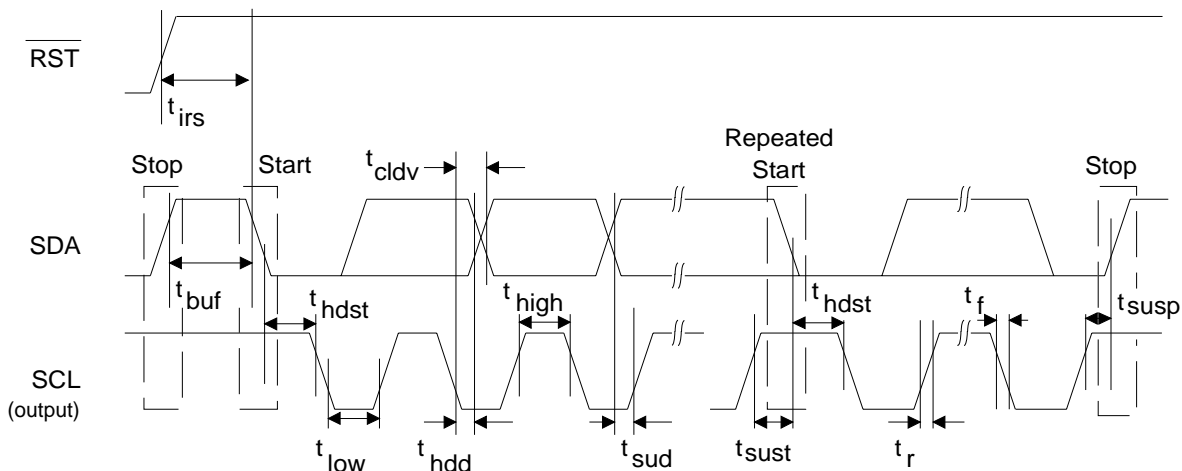 RST
t irs
Stop
Start
t cldv
Repeated
Start
Stop
SDA
t buf
t hdst
t high
t hdst
t f
t susp
SCL
(output)
t low
t hdd
t sud
t sust
t r